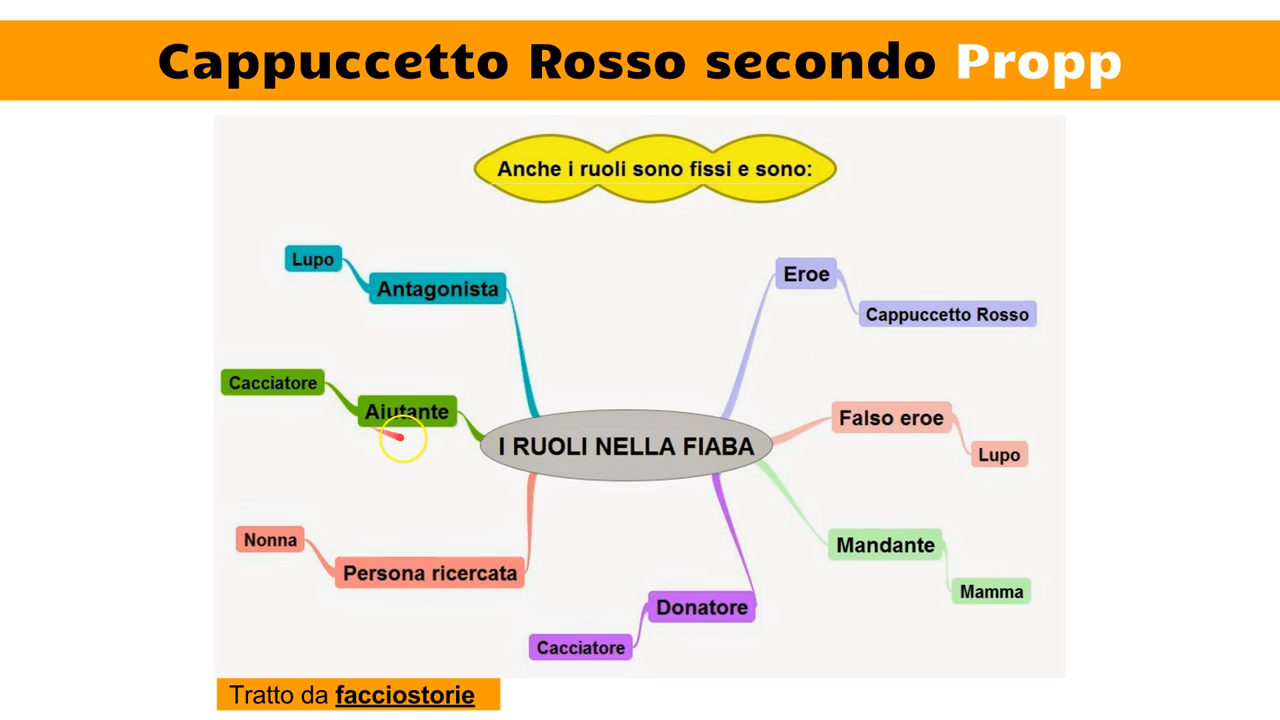 Cappuccetto Rosso secondo Propp
Anche i ruoli sono fissi e sono:
Lupo
Antagonista
Eroe
Cappuccetto Rosso
Cacciatore
Aiutante
Falso eroe
I RUOLI NELLA FIABA
Lupo
Nonna
Persona ricercata
Mandante
Mamma
Donatore
Cacciatore
Tratto da facciostorie